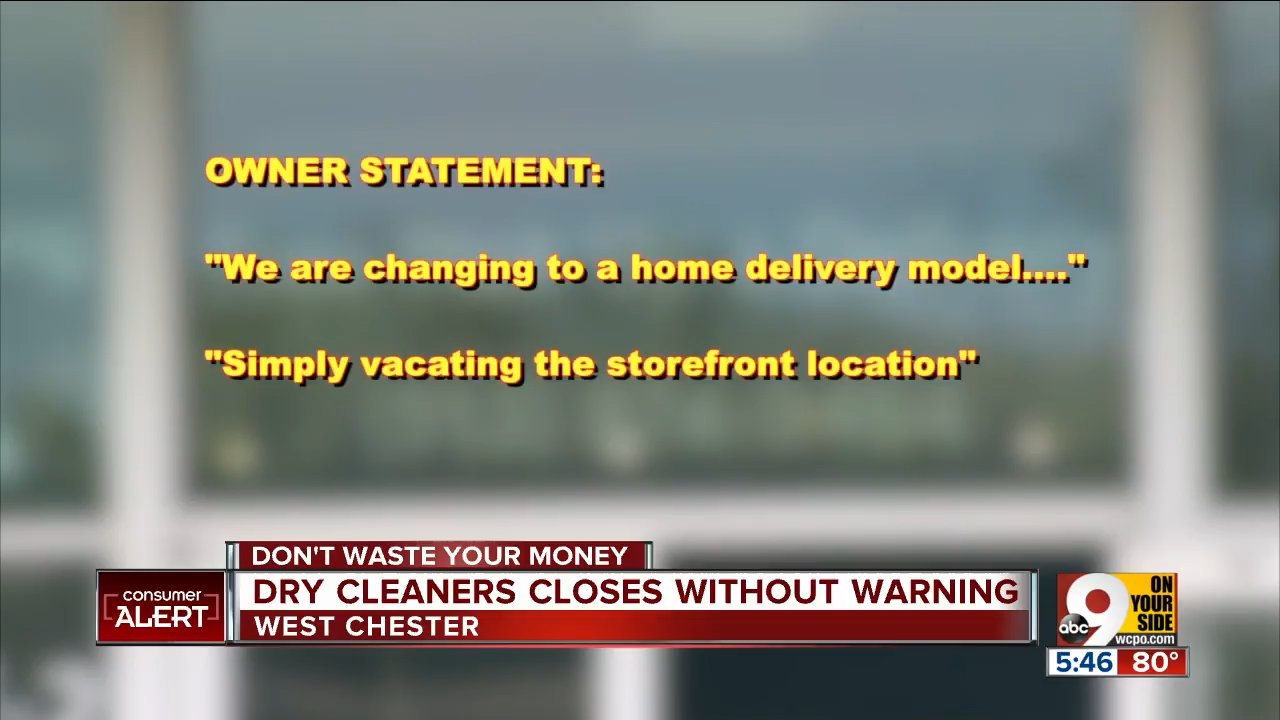 OWNER STATEMENT:
"We are changing to a home delivery model...."
"Simply vacating the storefront location"
DON'T WASTE YOUR MONEY
consumer
ALERT
DRY CLEANERS CLOSES WITHOUT WARNING
WEST CHESTER
abc 9
ON
YOUR
SIDE
wcpo.com
5:46 80°